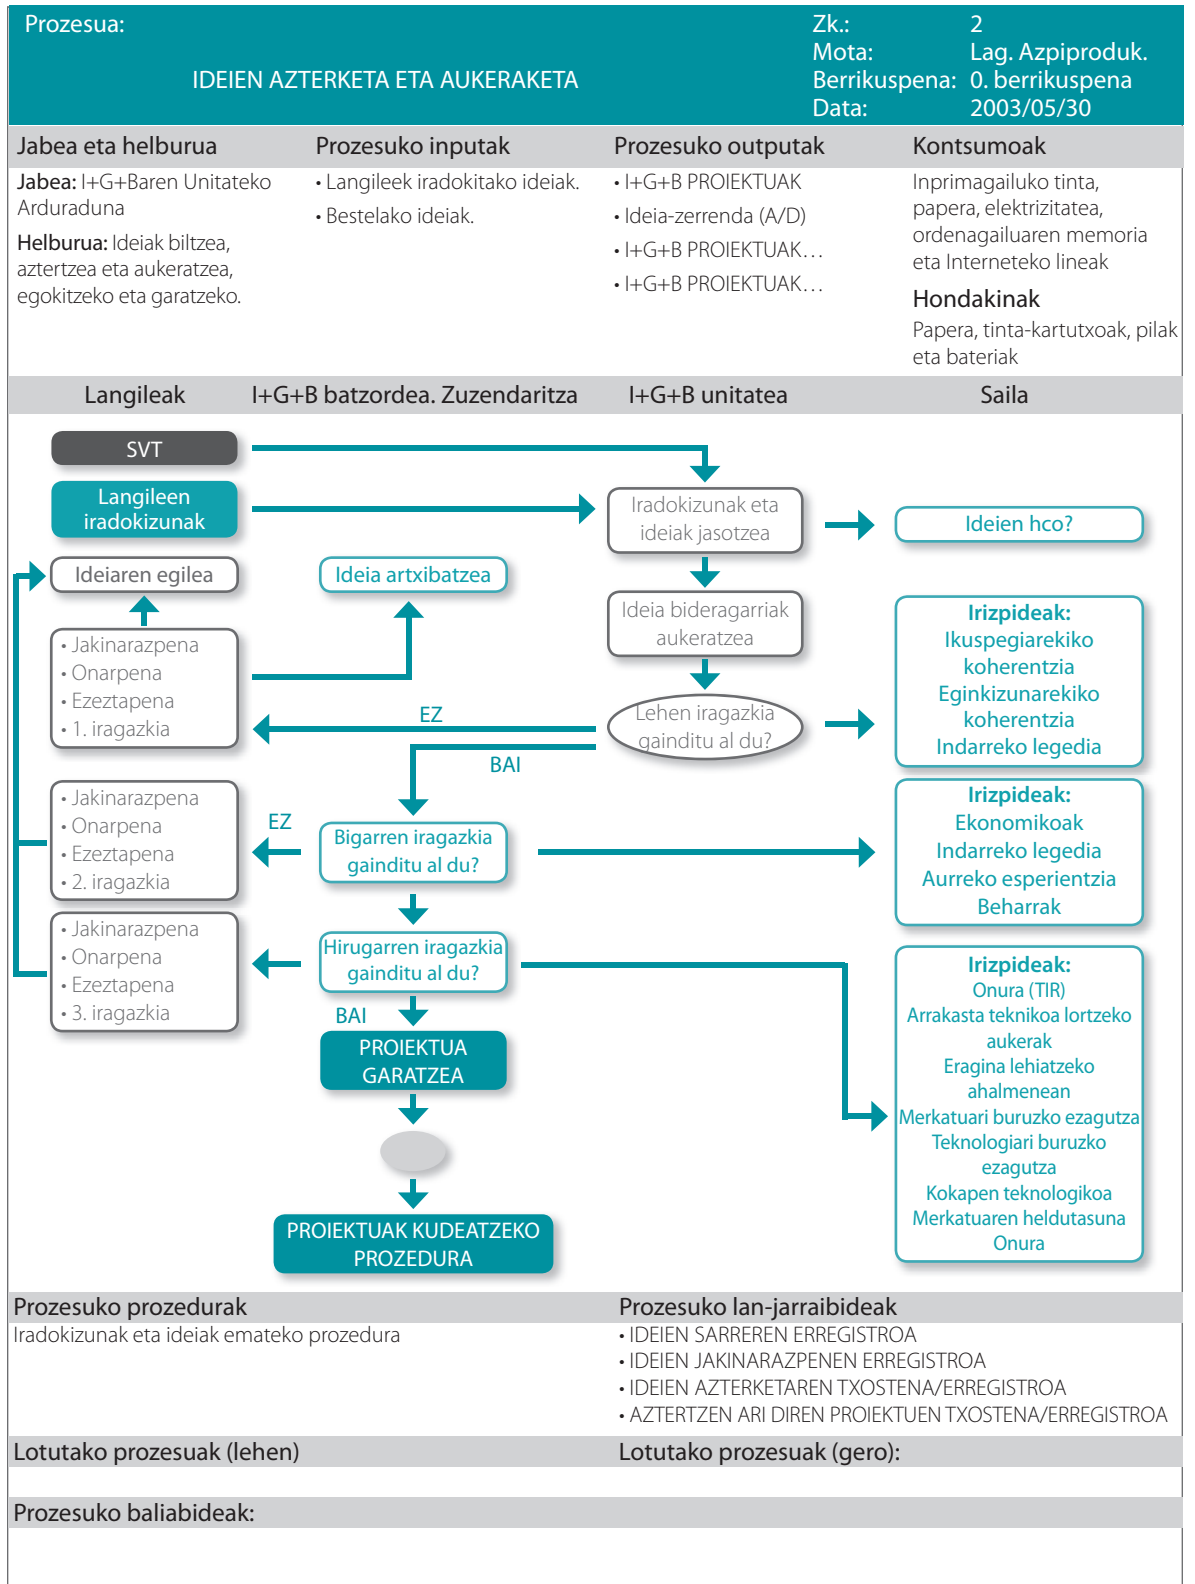 Prozesua:
IDEIEN AZTERKETA ETA AUKERAKETA
Zk.: 2
Mota: Lag. Azpiproduk.
Berrikuspena: 0. berrikuspena
Data: 2003/05/30
Jabea eta helburua
Jabea: I+G+Baren Unitateko
Arduraduna
Helburua: Ideiak biltzea,
aztertzea eta aukeratzea,
egokitzeko eta garatzeko.
Prozesuko inputak
• Langileek iradokitako ideiak.
• Bestelako ideiak.
Prozesuko outputak
• I+G+B PROIEKTUAK
• Ideia-zerrenda (A/D)
• I+G+B PROIEKTUAK…
• I+G+B PROIEKTUAK…
Kontsumoak
Inprimagailuko tinta,
papera, elektrizitatea,
ordenagailuaren memoria
eta Interneteko lineak
Hondakinak
Papera, tinta-kartutxoak, pilak
eta bateriak
Langileak
I+G+B batzordea. Zuzendaritza
I+G+B unitatea
Saila
SVT
Langileen
iradokizunak
Iradokizunak eta
ideiak jasotzea
Ideien hco?
Ideiaren egilea
Ideia artxibatzea
Ideia bideragarriak
aukeratzea
• Jakinarazpena
• Onarpena
• Ezeztapena
• 1. iragazkia
EZ
Lehen iragazkia
gainditu al du?
BAI
Irizpideak:
Ikuspegiarekiko
koherentzia
Eginkizunarekiko
koherentzia
Indarreko legedia
• Jakinarazpena
• Onarpena
• Ezeztapena
• 2. iragazkia
EZ
Bigarren iragazkia
gainditu al du?
Irizpideak:
Ekonomikoak
Indarreko legedia
Aurreko esperientzia
Beharrak
• Jakinarazpena
• Onarpena
• Ezeztapena
• 3. iragazkia
Hirugarren iragazkia
gainditu al du?
BAI
Irizpideak:
Onura (TIR)
Arrakasta teknikoa lortzeko
aukerak
Eragina lehiatzeko
ahalmenean
Merkatuari buruzko ezagutza
Teknologiari buruzko
ezagutza
Kokapen teknologikoa
Merkatuaren heldutasuna
Onura
PROIEKTUA
GARATZEA
PROIEKTUAK KUDEATZEKO
PROZEDURA
Prozesuko prozedurak
Iradokizunak eta ideiak emateko prozedura
Prozesuko lan-jarraibideak
• IDEIEN SARREREN ERREGISTROA
• IDEIEN JAKINARAZPENEN ERREGISTROA
• IDEIEN AZTERKETAREN TXOSTENA/ERREGISTROA
• AZTERTZEN ARI DIREN PROIEKTUEN TXOSTENA/ERREGISTROA
Lotutako prozesuak (lehen)
Lotutako prozesuak (gero):
Prozesuko baliabideak: